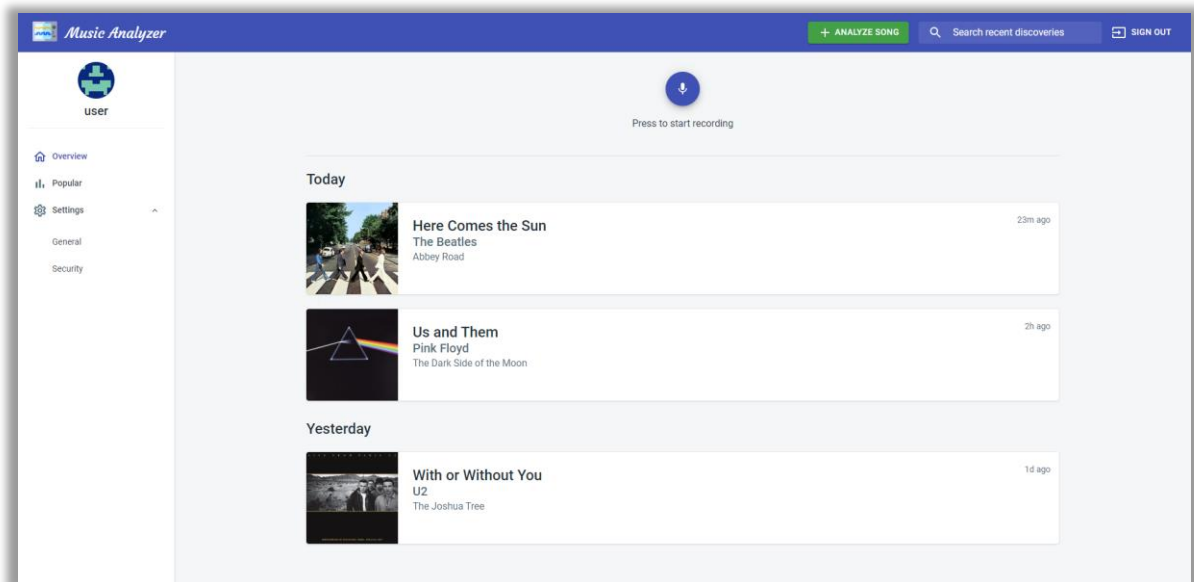 Music Analyzer
+ ANALYZE SONG
Search recent discoveries
SIGN OUT
user
Overview
Popular
Settings
General
Security
Press to start recording
Today
Here Comes the Sun
The Beatles
Abbey Road
23m ago
Us and Them
Pink Floyd
The Dark Side of the Moon
2h ago
Yesterday
With or Without You
U2
The Joshua Tree
1d ago